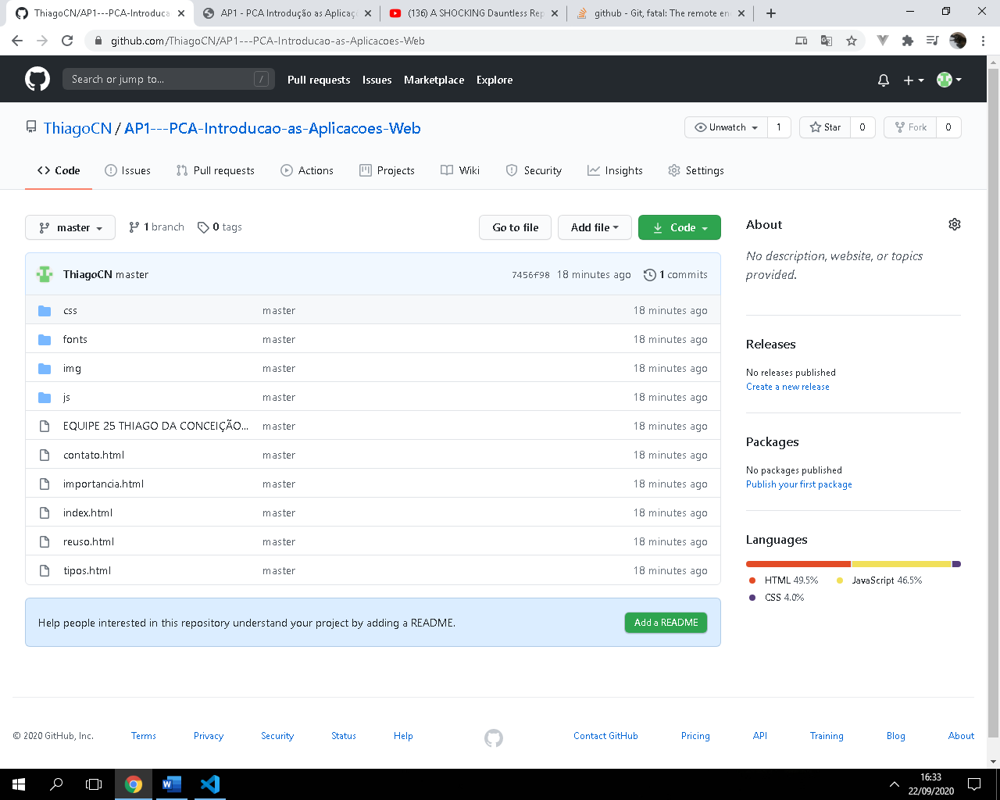 ThiagoCN/AP1---PCA-Introduca
AP1 - PCA Introdução as Aplicaç
(136) A SHOCKING Dauntless Rep
github - Git, fatal: The remote en
github.com/ThiagoCN/AP1---PCA-Introducao-as-Aplicacoes-Web
Search or jump to...
/
Pull requests
Issues
Marketplace
Explore
ThiagoCN / AP1---PCA-Introducao-as-Aplicacoes-Web
Unwatch 1
Star 0
Fork 0
Code
Issues
Pull requests
Actions
Projects
Wiki
Security
Insights
Settings
master
1 branch
0 tags
Go to file
Add file
Code
ThiagoCN master 7456f98 18 minutes ago 1 commits
css master 18 minutes ago
fonts master 18 minutes ago
img master 18 minutes ago
js master 18 minutes ago
EQUIPE 25 THIAGO DA CONCEIÇÃO... master 18 minutes ago
contato.html master 18 minutes ago
importancia.html master 18 minutes ago
index.html master 18 minutes ago
reuso.html master 18 minutes ago
tipos.html master 18 minutes ago
Help people interested in this repository understand your project by adding a README.
Add a README
About
No description, website, or topics
provided.
Releases
No releases published
Create a new release
Packages
No packages published
Publish your first package
Languages
HTML 49.5%
JavaScript 46.5%
CSS 4.0%
© 2020 GitHub, Inc.
Terms
Privacy
Security
Status
Help
Contact GitHub
Pricing
API
Training
Blog
About
16:33
22/09/2020